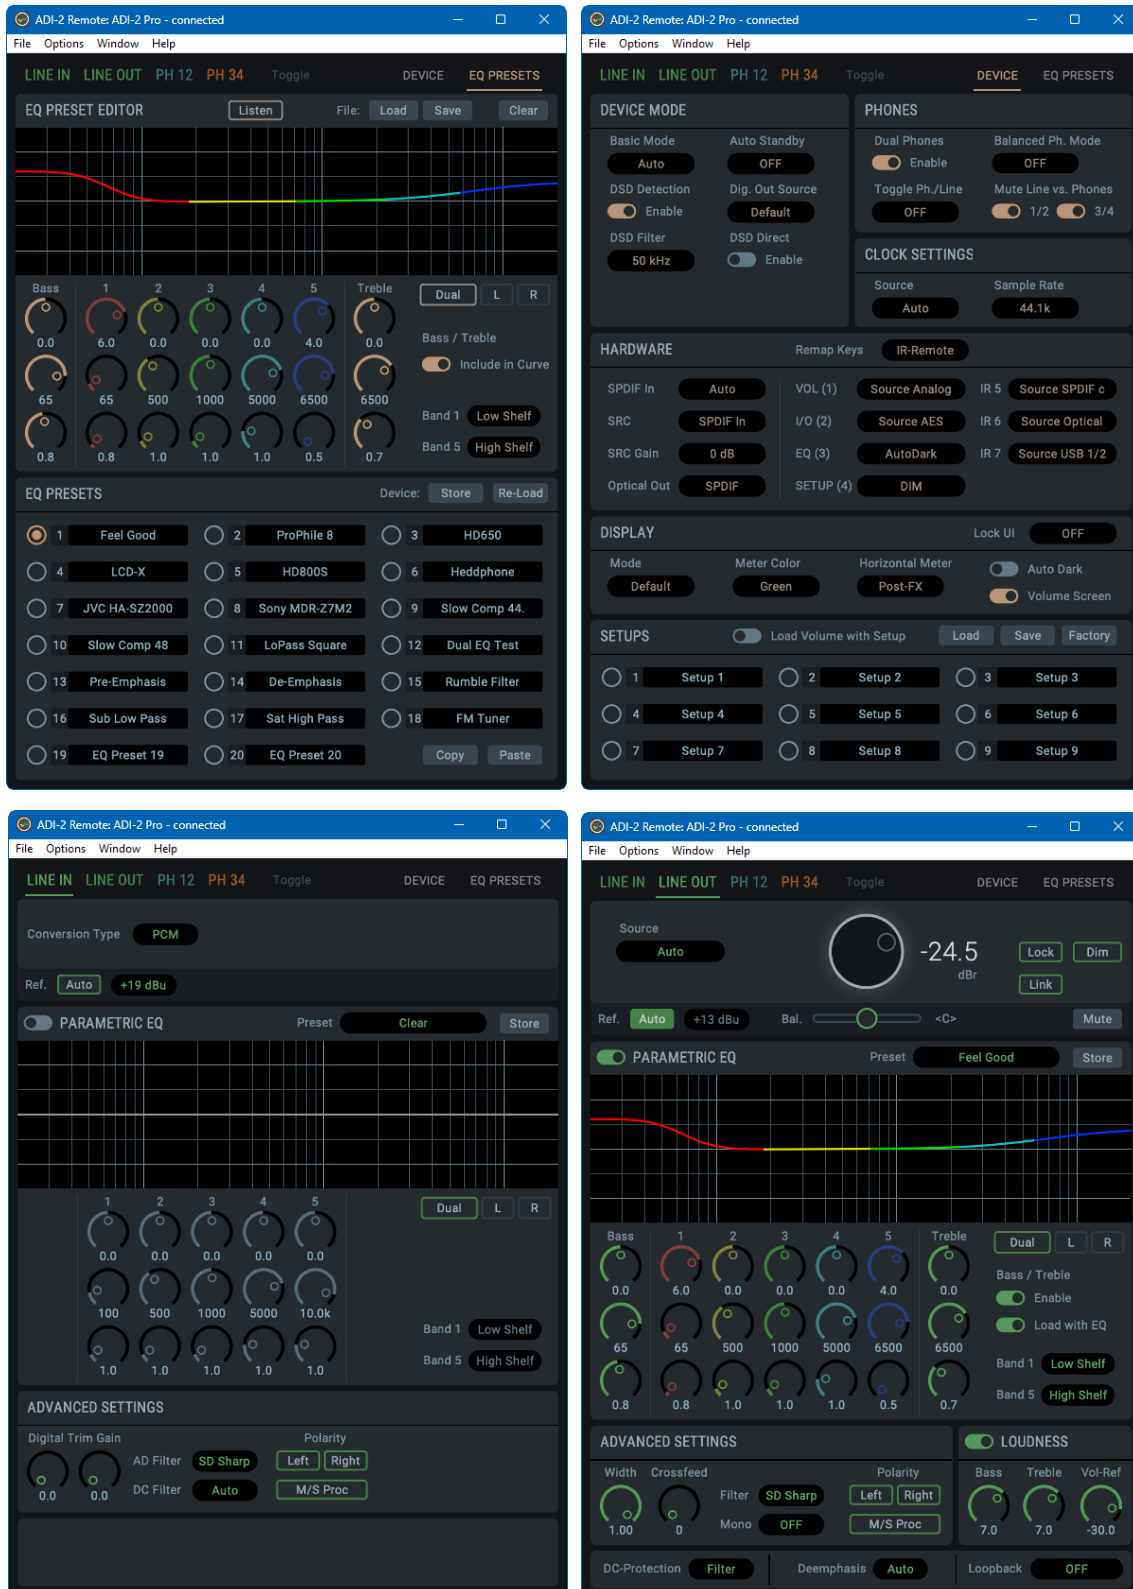 ADI-2 Remote: ADI-2 Pro - connected
File Options Window Help
LINE IN LINE OUT PH 12 PH 34 Toggle DEVICE EQ PRESETS
EQ PRESET EDITOR Listen File: Load Save Clear
Bass 1 2 3 4 5 Treble
Dual L R
0.0 6.0 0.0 0.0 0.0 4.0 0.0
Bass / Treble
Include in Curve
65 65 500 1000 5000 6500 6500
Band 1 Low Shelf
Band 5 High Shelf
0.8 0.8 1.0 1.0 1.0 0.5 0.7
EQ PRESETS Device: Store Re-Load
1 Feel Good 2 ProPhile 8 3 HD650
4 LCD-X 5 HD800S 6 Heddphone
7 JVC HA-SZ2000 8 Sony MDR-Z7M2 9 Slow Comp 44.
10 Slow Comp 48 11 LoPass Square 12 Dual EQ Test
13 Pre-Emphasis 14 De-Emphasis 15 Rumble Filter
16 Sub Low Pass 17 Sat High Pass 18 FM Tuner
19 EQ Preset 19 20 EQ Preset 20 Copy Paste
ADI-2 Remote: ADI-2 Pro - connected
File Options Window Help
LINE IN LINE OUT PH 12 PH 34 Toggle DEVICE EQ PRESETS
DEVICE MODE
Basic Mode Auto Standby
Auto OFF
DSD Detection Dig. Out Source
Enable Default
DSD Filter DSD Direct
50 kHz Enable
PHONES
Dual Phones Balanced Ph. Mode
Enable OFF
Toggle Ph./Line Mute Line vs. Phones
OFF 1/2 3/4
CLOCK SETTINGS
Source Sample Rate
Auto 44.1k
HARDWARE Remap Keys IR-Remote
SPDIF In Auto VOL (1) Source Analog IR 5 Source SPDIF c
SRC SPDIF In I/O (2) Source AES IR 6 Source Optical
SRC Gain 0 dB EQ (3) AutoDark IR 7 Source USB 1/2
Optical Out SPDIF SETUP (4) DIM
DISPLAY Lock UI OFF
Mode Meter Color Horizontal Meter Auto Dark
Default Green Post-FX Volume Screen
SETUPS Load Volume with Setup Load Save Factory
1 Setup 1 2 Setup 2 3 Setup 3
4 Setup 4 5 Setup 5 6 Setup 6
7 Setup 7 8 Setup 8 9 Setup 9
ADI-2 Remote: ADI-2 Pro - connected
File Options Window Help
LINE IN LINE OUT PH 12 PH 34 Toggle DEVICE EQ PRESETS
Conversion Type PCM
Ref. Auto +19 dBu
PARAMETRIC EQ Preset Clear Store
1 2 3 4 5 Dual L R
0.0 0.0 0.0 0.0 0.0
100 500 1000 5000 10.0k
Band 1 Low Shelf
Band 5 High Shelf
1.0 1.0 1.0 1.0 1.0
ADVANCED SETTINGS
Digital Trim Gain Polarity
AD Filter SD Sharp Left Right
DC Filter Auto M/S Proc
0.0 0.0
ADI-2 Remote: ADI-2 Pro - connected
File Options Window Help
LINE IN LINE OUT PH 12 PH 34 Toggle DEVICE EQ PRESETS
Source
Auto -24.5 Lock Dim
dBr Link
Ref. Auto +13 dBu Bal. <C> Mute
PARAMETRIC EQ Preset Feel Good Store
Bass 1 2 3 4 5 Treble
Dual L R
Bass / Treble
0.0 6.0 0.0 0.0 0.0 4.0 0.0
Enable
Load with EQ
65 65 500 1000 5000 6500 6500
Band 1 Low Shelf
Band 5 High Shelf
0.8 0.8 1.0 1.0 1.0 0.5 0.7
ADVANCED SETTINGS
Width Crossfeed Polarity
Filter SD Sharp Left Right
Mono OFF M/S Proc
1.00 0
LOUDNESS
Bass Treble Vol-Ref
7.0 7.0 -30.0
DC-Protection Filter Deemphasis Auto Loopback OFF